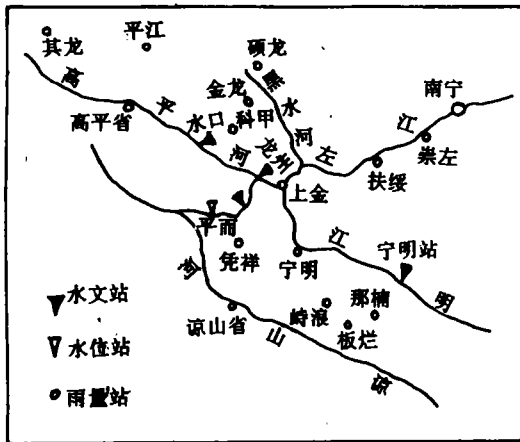 其龙
平江
硕龙
高
黑
金龙
水
南宁
高平省
平
水口
科甲
河
江
龙州
左
崇左
河
扶绥
上金
平而
江
凭祥
宁明
宁明站
河
水文站
那楠
明
谅山省
峙浪
板烂
水位站
山
谅
雨量站